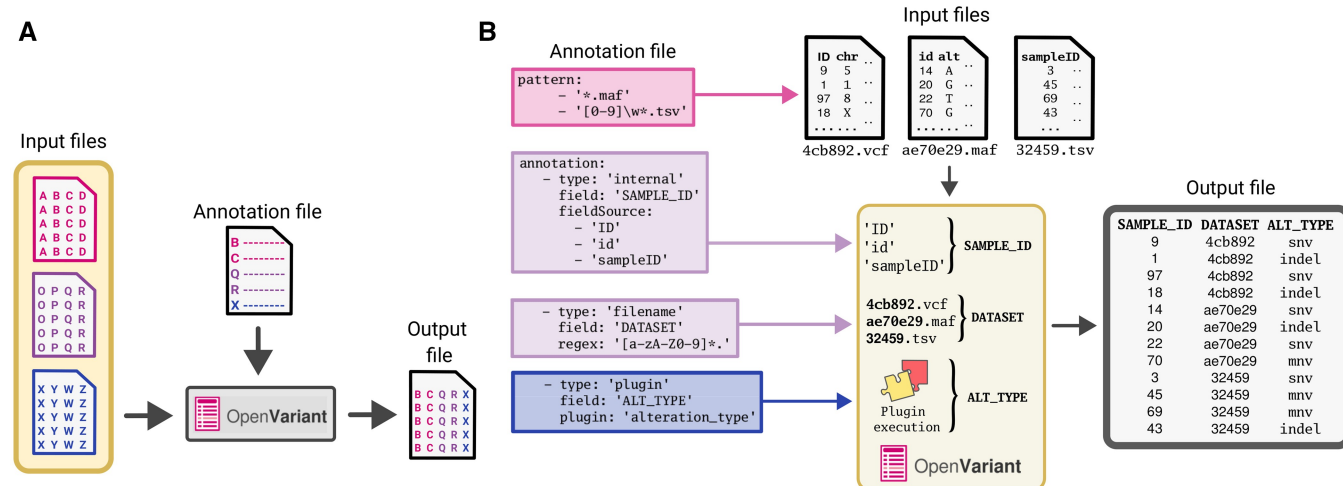 A
Input files
A B C D
A B C D
A B C D
A B C D
A B C D
O P Q R
O P Q R
O P Q R
O P Q R
O P Q R
X Y W Z
X Y W Z
X Y W Z
X Y W Z
X Y W Z
Annotation file
B --------
C --------
Q --------
R --------
X --------
OpenVariant
Output
file
B C Q R X
B C Q R X
B C Q R X
B C Q R X
B C Q R X
B
Annotation file
pattern:
- '*.maf'
- '[0-9]\w*.tsv'
annotation:
- type: 'internal'
field: 'SAMPLE_ID'
fieldSource:
- 'ID'
- 'id'
- 'sampleID'
- type: 'filename'
field: 'DATASET'
regex: '[a-zA-Z0-9]*.'
- type: 'plugin'
field: 'ALT_TYPE'
plugin: 'alteration_type'
Input files
ID chr ..
9 5
1 1 ..
97 8 ..
18 X ..
......
4cb892.vcf
id alt ..
14 A
20 G ..
22 T ..
70 G ..
......
ae70e29.maf
sampleID
3 ..
45 ..
69 ..
43 ..
...
32459.tsv
'ID'
'id'
'sampleID'
SAMPLE_ID
4cb892.vcf
ae70e29.maf
32459.tsv
DATASET
Plugin
execution
ALT_TYPE
OpenVariant
Output file
SAMPLE_ID DATASET ALT_TYPE
9 4cb892 snv
1 4cb892 indel
97 4cb892 snv
18 4cb892 indel
14 ae70e29 snv
20 ae70e29 indel
22 ae70e29 snv
70 ae70e29 mnv
3 32459 snv
45 32459 mnv
69 32459 mnv
43 32459 indel